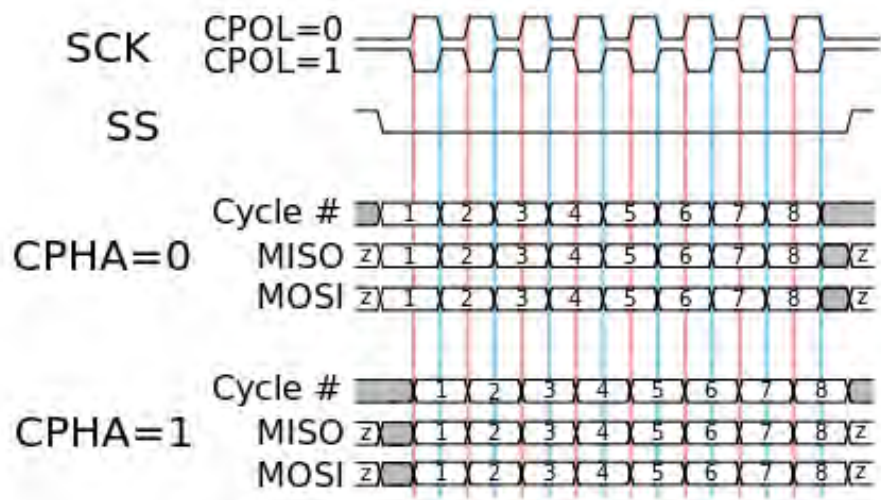 SCK CPOL=0
CPOL=1
SS
Cycle # 1 2 3 4 5 6 7 8
CPHA=0 MISO z 1 2 3 4 5 6 7 8 z
MOSI z 1 2 3 4 5 6 7 8 z
Cycle # 1 2 3 4 5 6 7 8
CPHA=1 MISO z 1 2 3 4 5 6 7 8 z
MOSI z 1 2 3 4 5 6 7 8 z